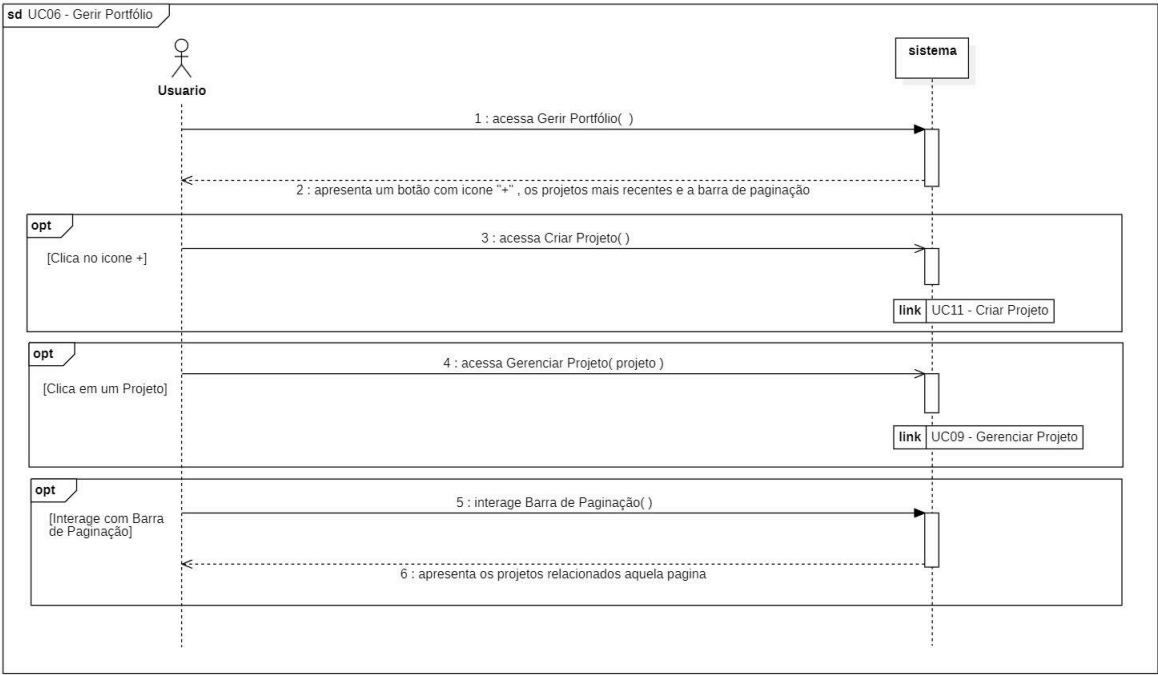 sd UC06 - Gerir Portfólio
sistema
Usuario
1 : acessa Gerir Portfólio(  )
2 : apresenta um botão com icone "+" , os projetos mais recentes e a barra de paginação
opt
3 : acessa Criar Projeto( )
[Clica no icone +]
link UC11 - Criar Projeto
opt
4 : acessa Gerenciar Projeto( projeto )
[Clica em um Projeto]
link UC09 - Gerenciar Projeto
opt
5 : interage Barra de Paginação( )
[Interage com Barra
de Paginação]
6 : apresenta os projetos relacionados aquela pagina